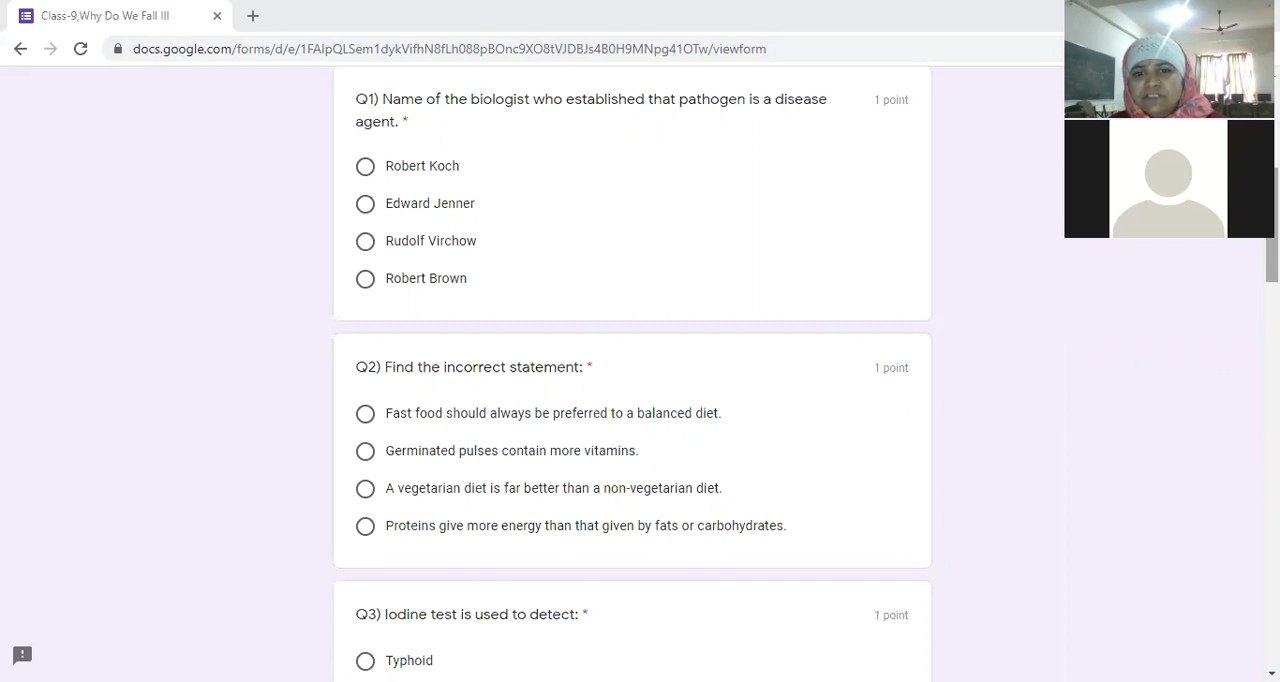 Class-9,Why Do We Fall Ill
docs.google.com/forms/d/e/1FAIpQLSem1dykVifhN8fLh088pBOnc9XO8tVJDBJs4B0H9MNpg41OTw/viewform
Q1) Name of the biologist who established that pathogen is a disease
agent. *
1 point
Robert Koch
Edward Jenner
Rudolf Virchow
Robert Brown
Q2) Find the incorrect statement: *
1 point
Fast food should always be preferred to a balanced diet.
Germinated pulses contain more vitamins.
A vegetarian diet is far better than a non-vegetarian diet.
Proteins give more energy than that given by fats or carbohydrates.
Q3) Iodine test is used to detect: *
1 point
Typhoid